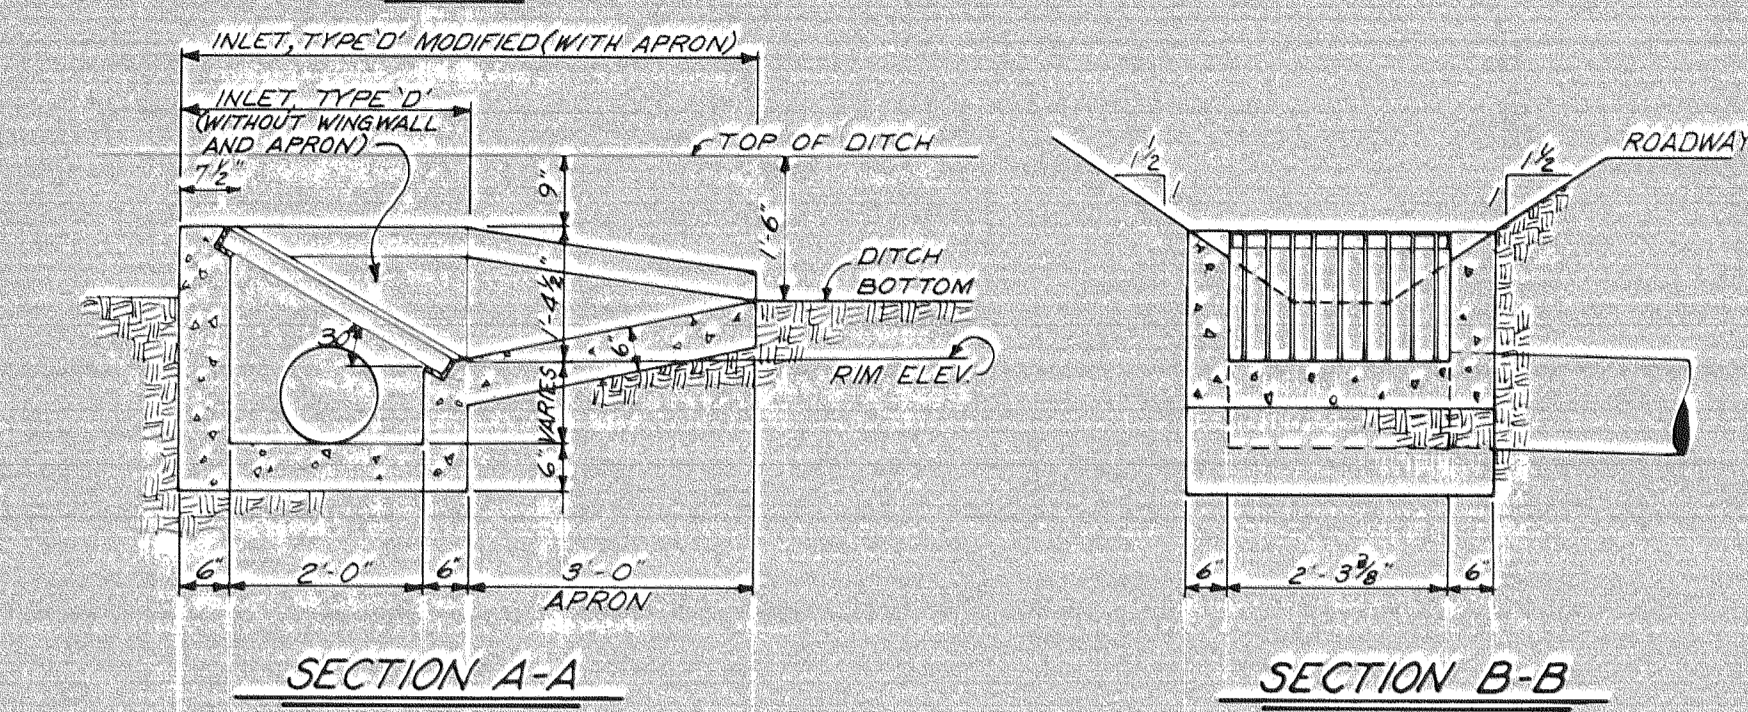 INLET, TYPE 'D' MODIFIED (WITH APRON)
INLET, TYPE 'D'
(WITHOUT WINGWALL
AND APRON)
7½"
TOP OF DITCH
9"
1'-6"
1'-4½"
DITCH
BOTTOM
30°
6"
RIM ELEV.
VARIES
6"
6"
2'-0"
6"
3'-0"
APRON
SECTION A-A
1½
1
1½
1
ROADWAY
6"
2'-3⅜"
6"
SECTION B-B